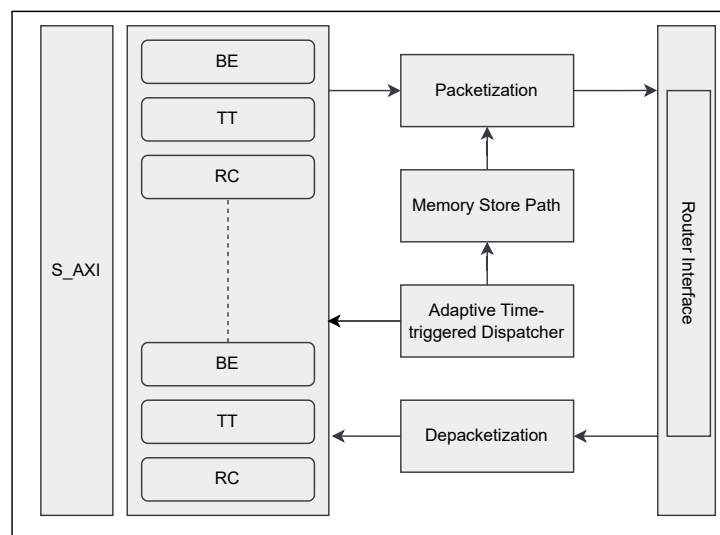 S_AXI
BE
TT
RC
BE
TT
RC
Packetization
Memory Store Path
Adaptive Time-
triggered Dispatcher
Depacketization
Router Interface